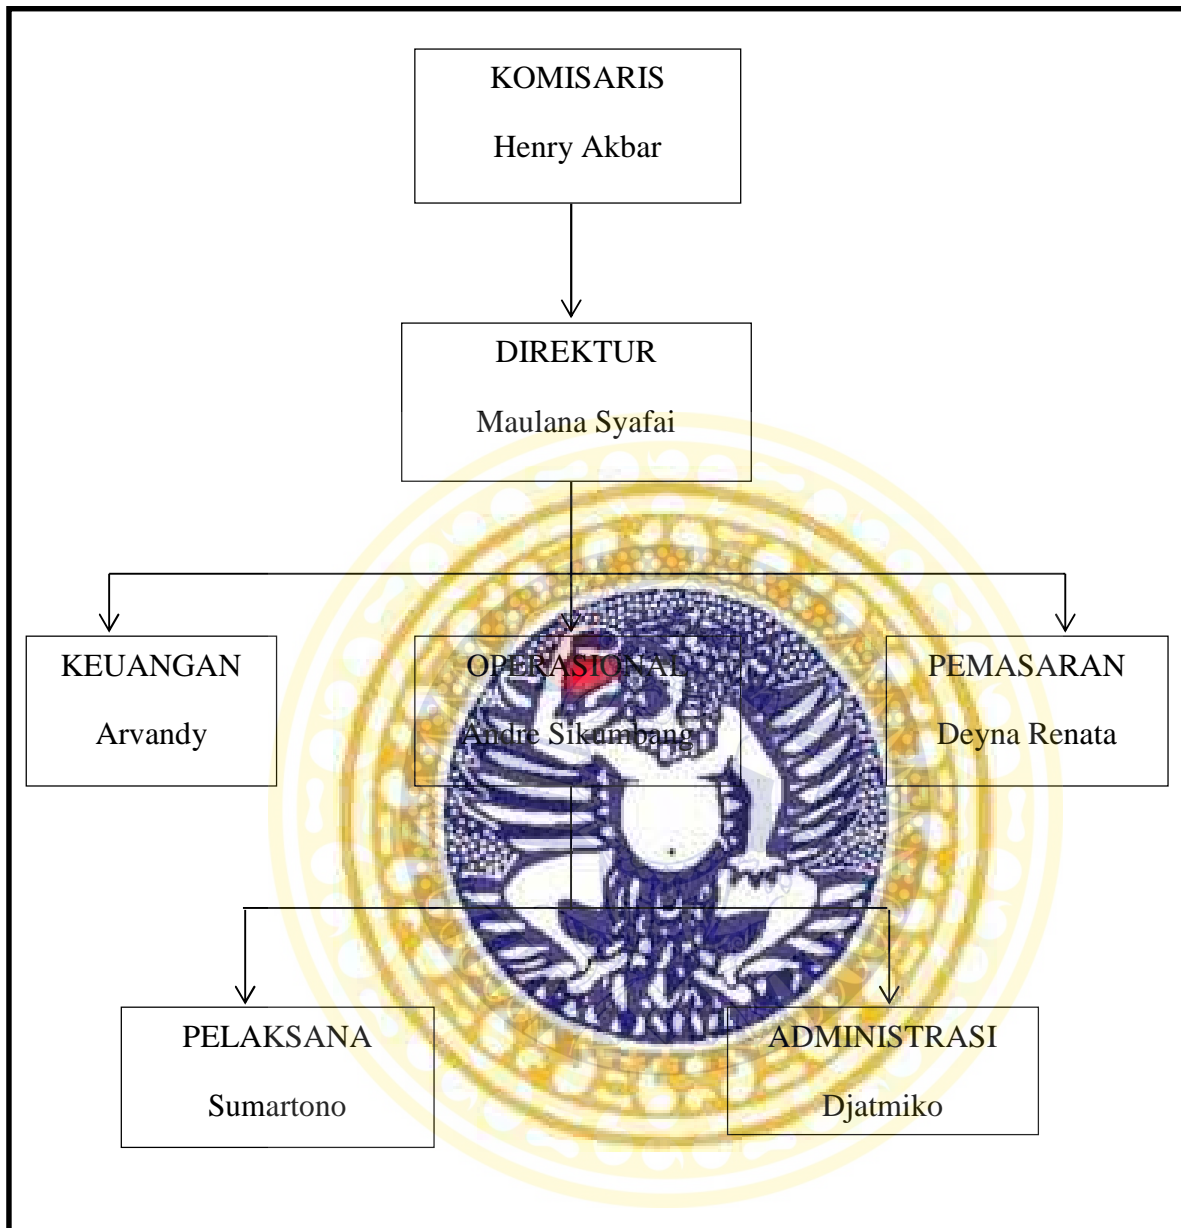 KOMISARIS
Henry Akbar
DIREKTUR
Maulana Syafai
KEUANGAN
Arvandy
OPERASIONAL
Andre Sikumbang
PEMASARAN
Deyna Renata
PELAKSANA
Sumartono
ADMINISTRASI
Djatmiko